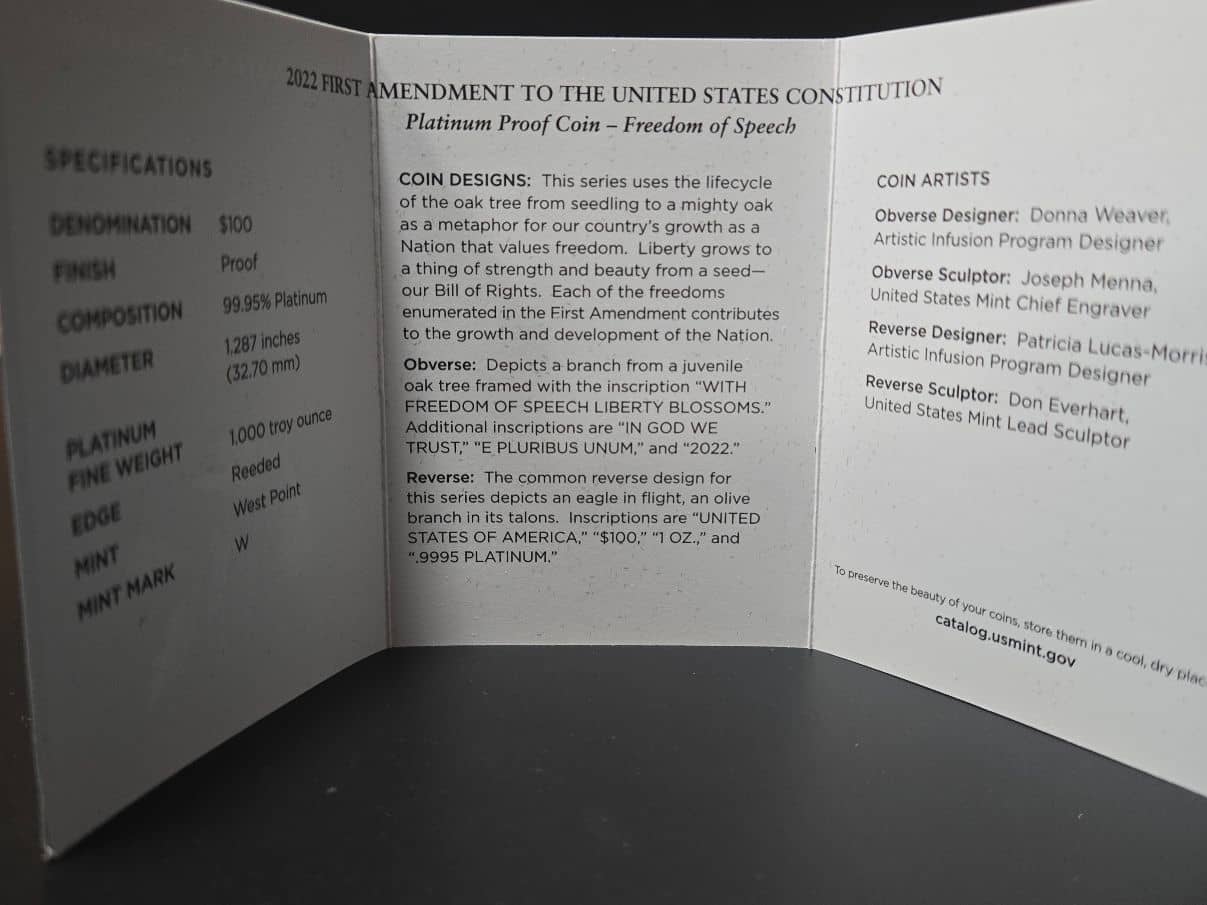 2022 FIRST AMENDMENT TO THE UNITED STATES CONSTITUTION
Platinum Proof Coin – Freedom of Speech
SPECIFICATIONS
DENOMINATION $100
FINISH Proof
COMPOSITION 99.95% Platinum
DIAMETER 1.287 inches
(32.70 mm)
PLATINUM
FINE WEIGHT 1.000 troy ounce
EDGE Reeded
MINT West Point
MINT MARK W
COIN DESIGNS: This series uses the lifecycle
of the oak tree from seedling to a mighty oak
as a metaphor for our country's growth as a
Nation that values freedom. Liberty grows to
a thing of strength and beauty from a seed—
our Bill of Rights. Each of the freedoms
enumerated in the First Amendment contributes
to the growth and development of the Nation.
Obverse: Depicts a branch from a juvenile
oak tree framed with the inscription “WITH
FREEDOM OF SPEECH LIBERTY BLOSSOMS.”
Additional inscriptions are “IN GOD WE
TRUST,” “E PLURIBUS UNUM,” and “2022.”
Reverse: The common reverse design for
this series depicts an eagle in flight, an olive
branch in its talons. Inscriptions are “UNITED
STATES OF AMERICA,” “$100,” “1 OZ.,” and
“.9995 PLATINUM.”
COIN ARTISTS
Obverse Designer: Donna Weaver,
Artistic Infusion Program Designer
Obverse Sculptor: Joseph Menna,
United States Mint Chief Engraver
Reverse Designer: Patricia Lucas-Morris
Artistic Infusion Program Designer
Reverse Sculptor: Don Everhart,
United States Mint Lead Sculptor
To preserve the beauty of your coins, store them in a cool, dry plac
catalog.usmint.gov